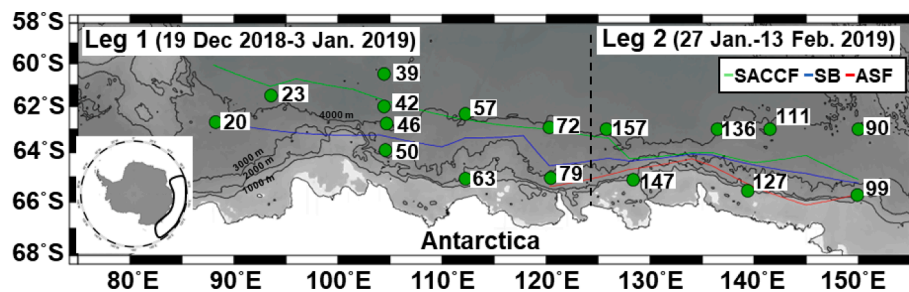 58°S
Leg 1 (19 Dec 2018-3 Jan. 2019)
Leg 2 (27 Jan.-13 Feb. 2019)
60°S
39
SACCF SB ASF
23
42
57
111
62°S
4000 m
20
46
72
157
136
90
50
64°S
3000 m
2000 m
1000 m
63
79
147
127
99
66°S
Antarctica
68°S
80°E 90°E 100°E 110°E 120°E 130°E 140°E 150°E